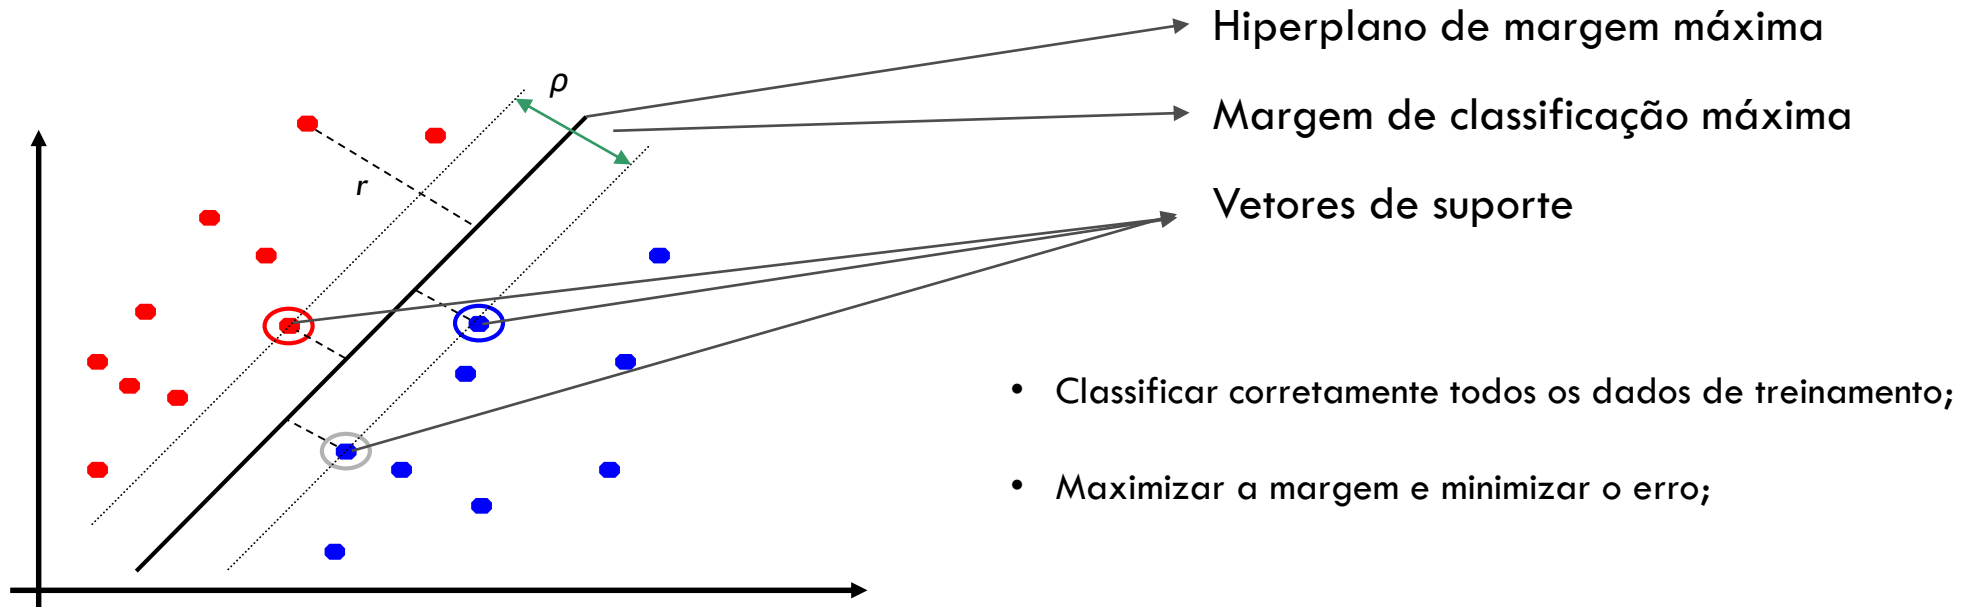 Hiperplano de margem máxima
ρ
Margem de classificação máxima
r
Vetores de suporte
• Classificar corretamente todos os dados de treinamento;
• Maximizar a margem e minimizar o erro;